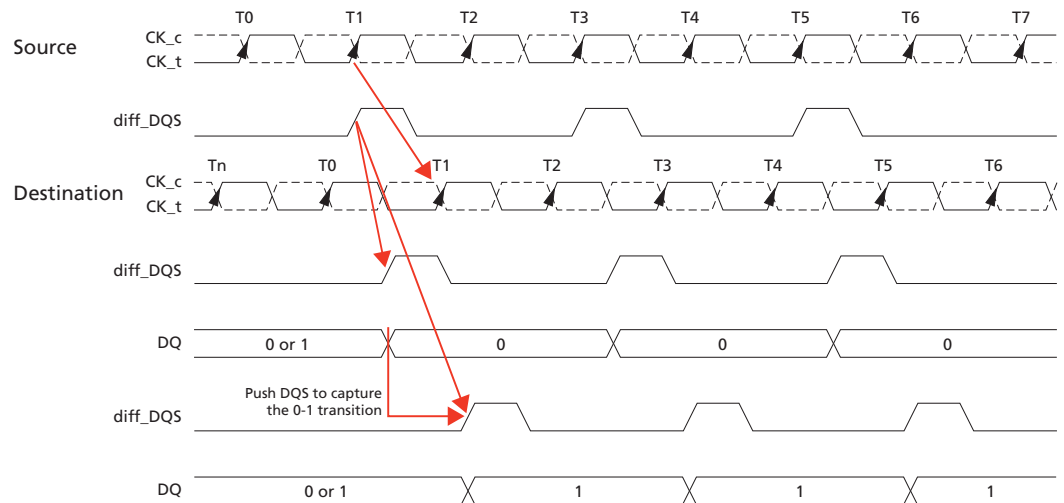 T0 T1 T2 T3 T4 T5 T6 T7
Source
CK_c
CK_t
diff_DQS
Tn T0 T1 T2 T3 T4 T5 T6
Destination
CK_c
CK_t
diff_DQS
DQ
0 or 1 0 0 0
Push DQS to capture
the 0-1 transition
diff_DQS
DQ
0 or 1 1 1 1